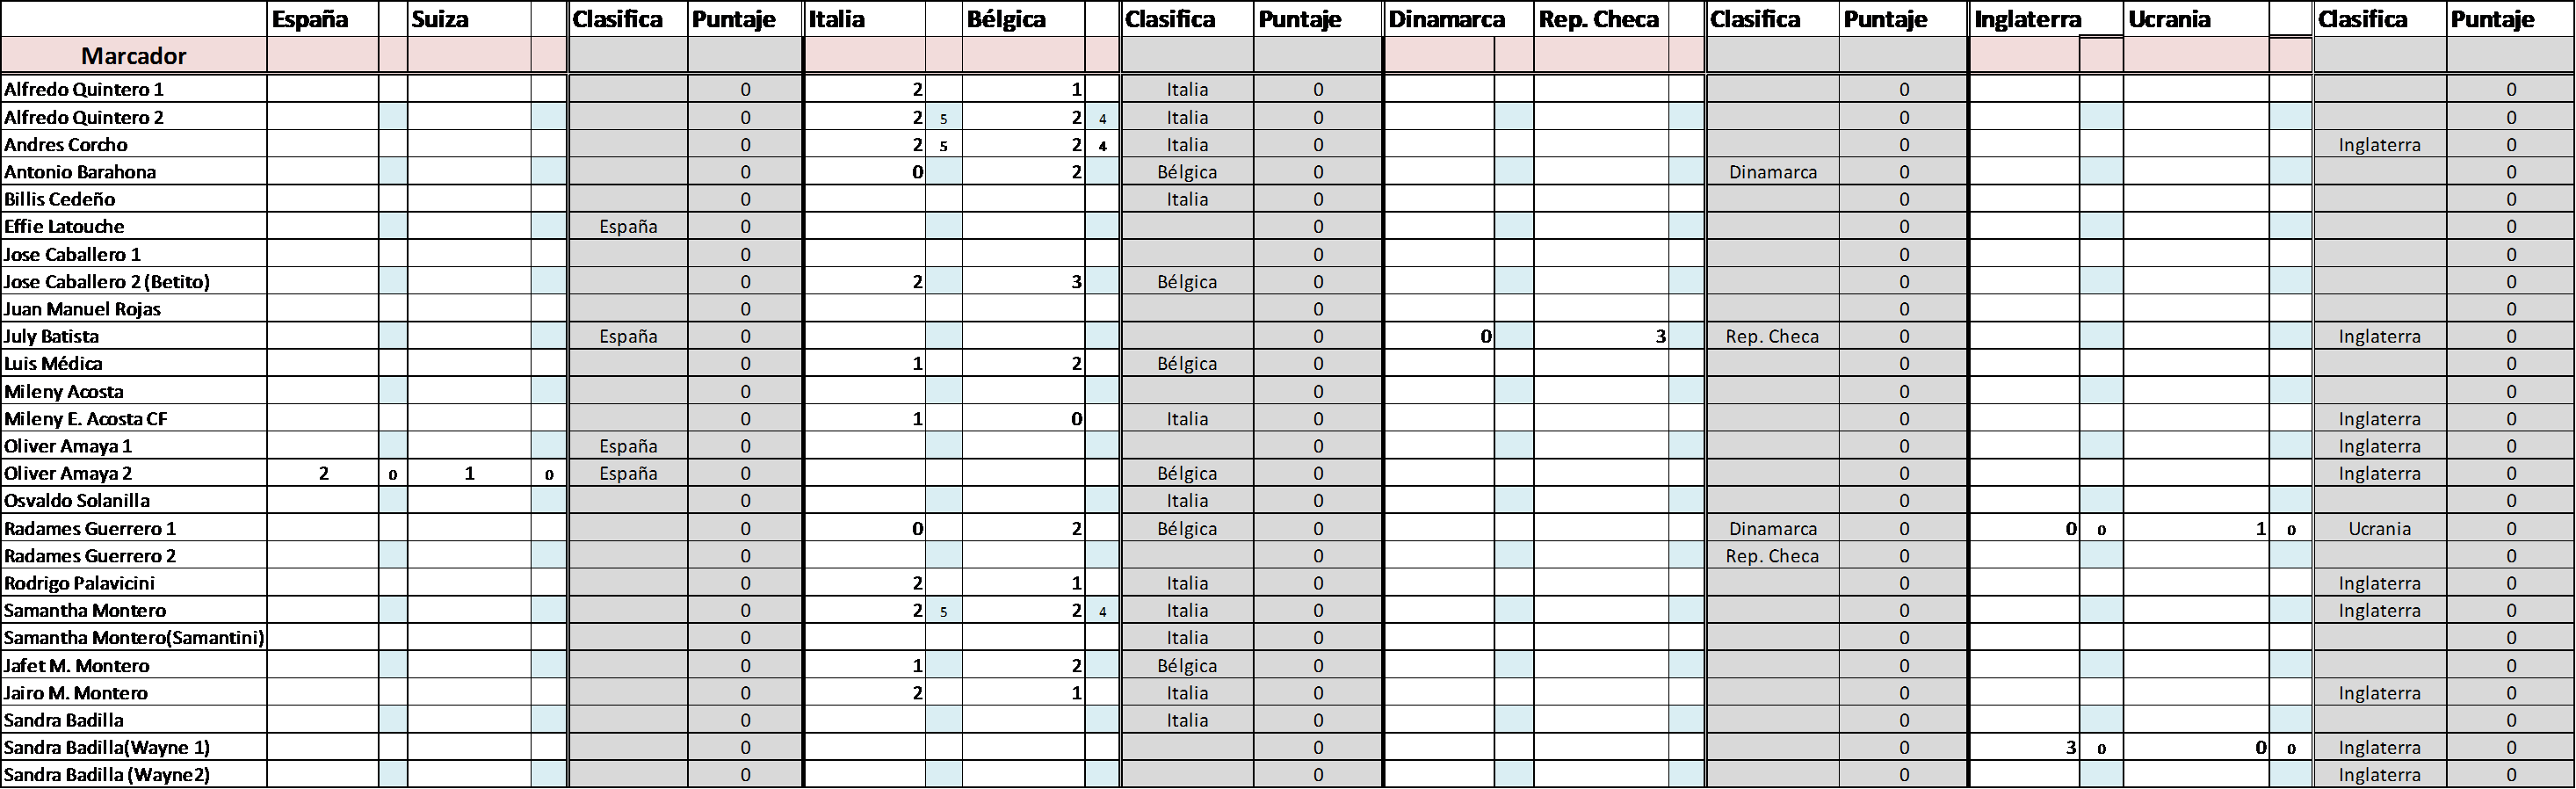 España Suiza Clasifica Puntaje Italia Bélgica Clasifica Puntaje Dinamarca Rep. Checa Clasifica Puntaje Inglaterra Ucrania Clasifica Puntaje
Marcador
Alfredo Quintero 1 0 2 1 Italia 0 0 0
Alfredo Quintero 2 0 2 5 2 4 Italia 0 0 0
Andres Corcho 0 2 5 2 4 Italia 0 0 Inglaterra 0
Antonio Barahona 0 0 2 Bélgica 0 Dinamarca 0 0
Billis Cedeño 0 Italia 0 0 0
Effie Latouche España 0 0 0 0
Jose Caballero 1 0 0 0 0
Jose Caballero 2 (Betito) 0 2 3 Bélgica 0 0 0
Juan Manuel Rojas 0 0 0 0
July Batista España 0 0 0 3 Rep. Checa 0 Inglaterra 0
Luis Médica 0 1 2 Bélgica 0 0 0
Mileny Acosta 0 0 0 0
Mileny E. Acosta CF 0 1 0 Italia 0 0 Inglaterra 0
Oliver Amaya 1 España 0 0 0 Inglaterra 0
Oliver Amaya 2 2 0 1 0 España 0 Bélgica 0 0 Inglaterra 0
Osvaldo Solanilla 0 Italia 0 0 0
Radames Guerrero 1 0 0 2 Bélgica 0 Dinamarca 0 0 0 1 0 Ucrania 0
Radames Guerrero 2 0 0 Rep. Checa 0 0
Rodrigo Palavicini 0 2 1 Italia 0 0 Inglaterra 0
Samantha Montero 0 2 5 2 4 Italia 0 0 Inglaterra 0
Samantha Montero(Samantini) 0 Italia 0 0 0
Jafet M. Montero 0 1 2 Bélgica 0 0 0
Jairo M. Montero 0 2 1 Italia 0 0 Inglaterra 0
Sandra Badilla 0 Italia 0 0 0
Sandra Badilla(Wayne 1) 0 0 0 3 0 0 0 Inglaterra 0
Sandra Badilla (Wayne2) 0 0 0 Inglaterra 0